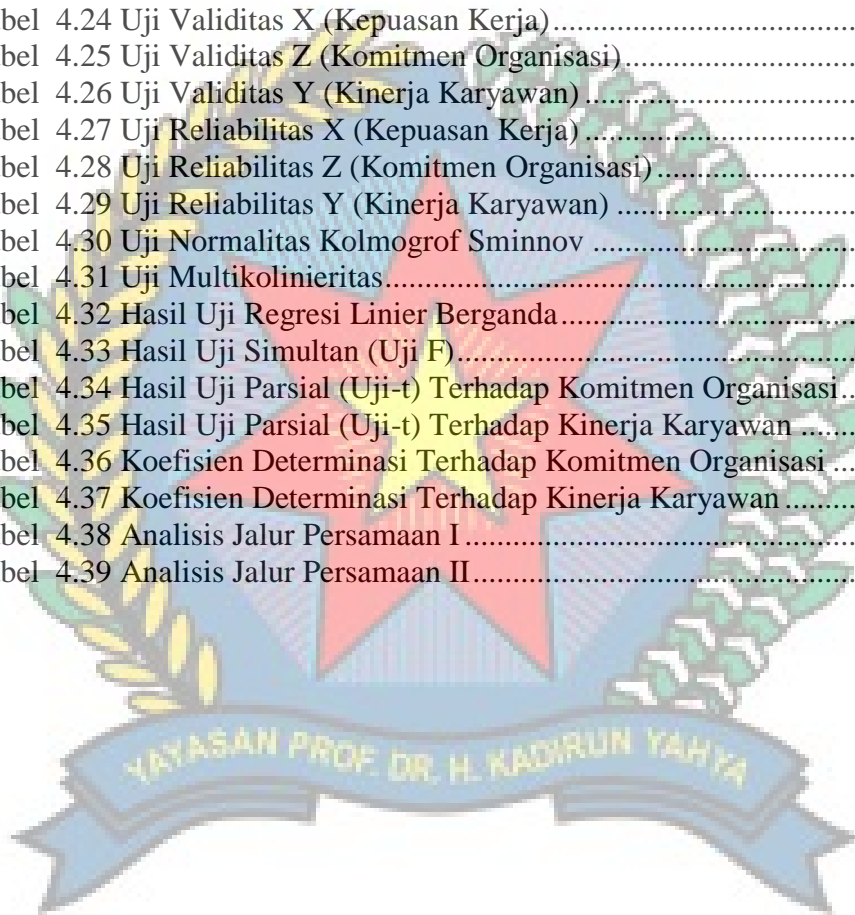 bel 4.24 Uji Validitas X (Kepuasan Kerja)....................................................
bel 4.25 Uji Validitas Z (Komitmen Organisasi)........................................
bel 4.26 Uji Validitas Y (Kinerja Karyawan) ..............................................
bel 4.27 Uji Reliabilitas X (Kepuasan Kerja) ..............................................
bel 4.28 Uji Reliabilitas Z (Komitmen Organisasi)...................................
bel 4.29 Uji Reliabilitas Y (Kinerja Karyawan) .........................................
bel 4.30 Uji Normalitas Kolmogrof Sminnov .............................................
bel 4.31 Uji Multikolinieritas.............................................................................
bel 4.32 Hasil Uji Regresi Linier Berganda..................................................
bel 4.33 Hasil Uji Simultan (Uji F)..................................................................
bel 4.34 Hasil Uji Parsial (Uji-t) Terhadap Komitmen Organisasi..
bel 4.35 Hasil Uji Parsial (Uji-t) Terhadap Kinerja Karyawan ........
bel 4.36 Koefisien Determinasi Terhadap Komitmen Organisasi ...
bel 4.37 Koefisien Determinasi Terhadap Kinerja Karyawan ..........
bel 4.38 Analisis Jalur Persamaan I.................................................................
bel 4.39 Analisis Jalur Persamaan II................................................................
YAYASAN PROF. DR. H. KADIRUN YAHYA